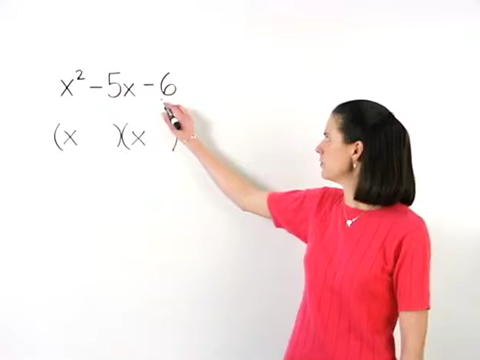 x² - 5x - 6
(x )(x )